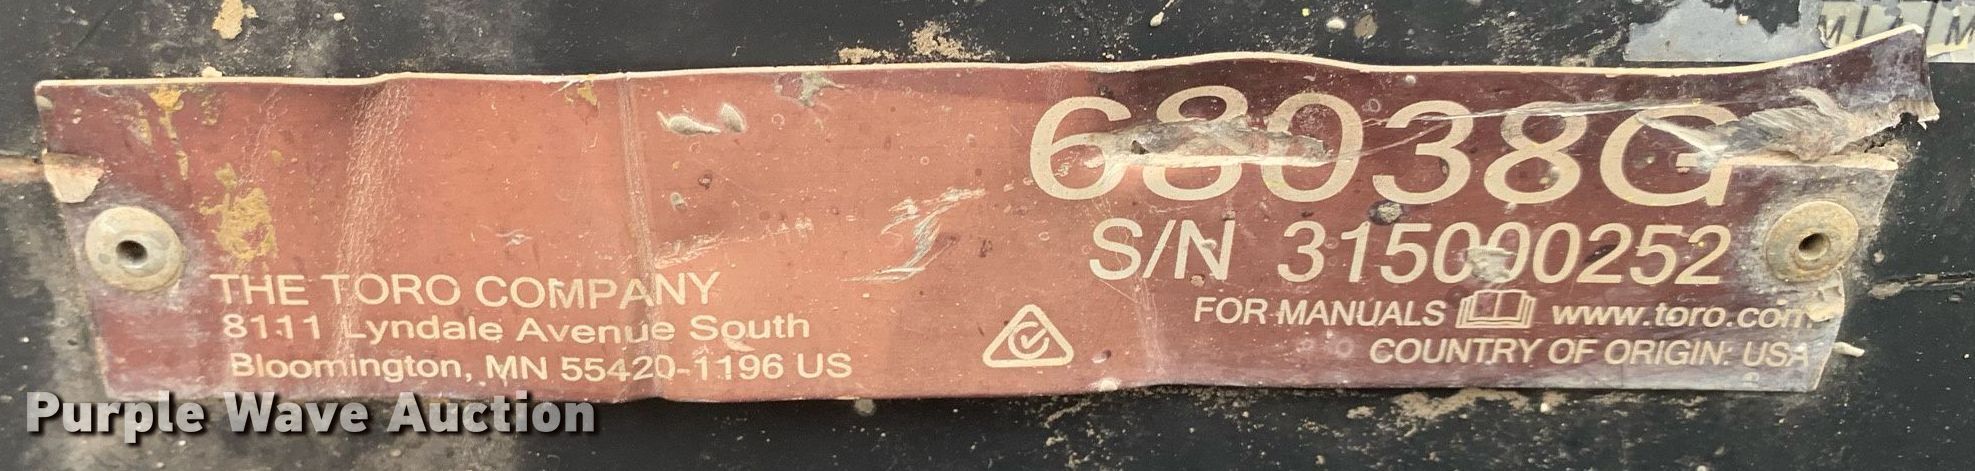 68038G
S/N 315000252
FOR MANUALS www.toro.com
COUNTRY OF ORIGIN: USA
THE TORO COMPANY
8111 Lyndale Avenue South
Bloomington, MN 55420-1196 US
Purple Wave Auction